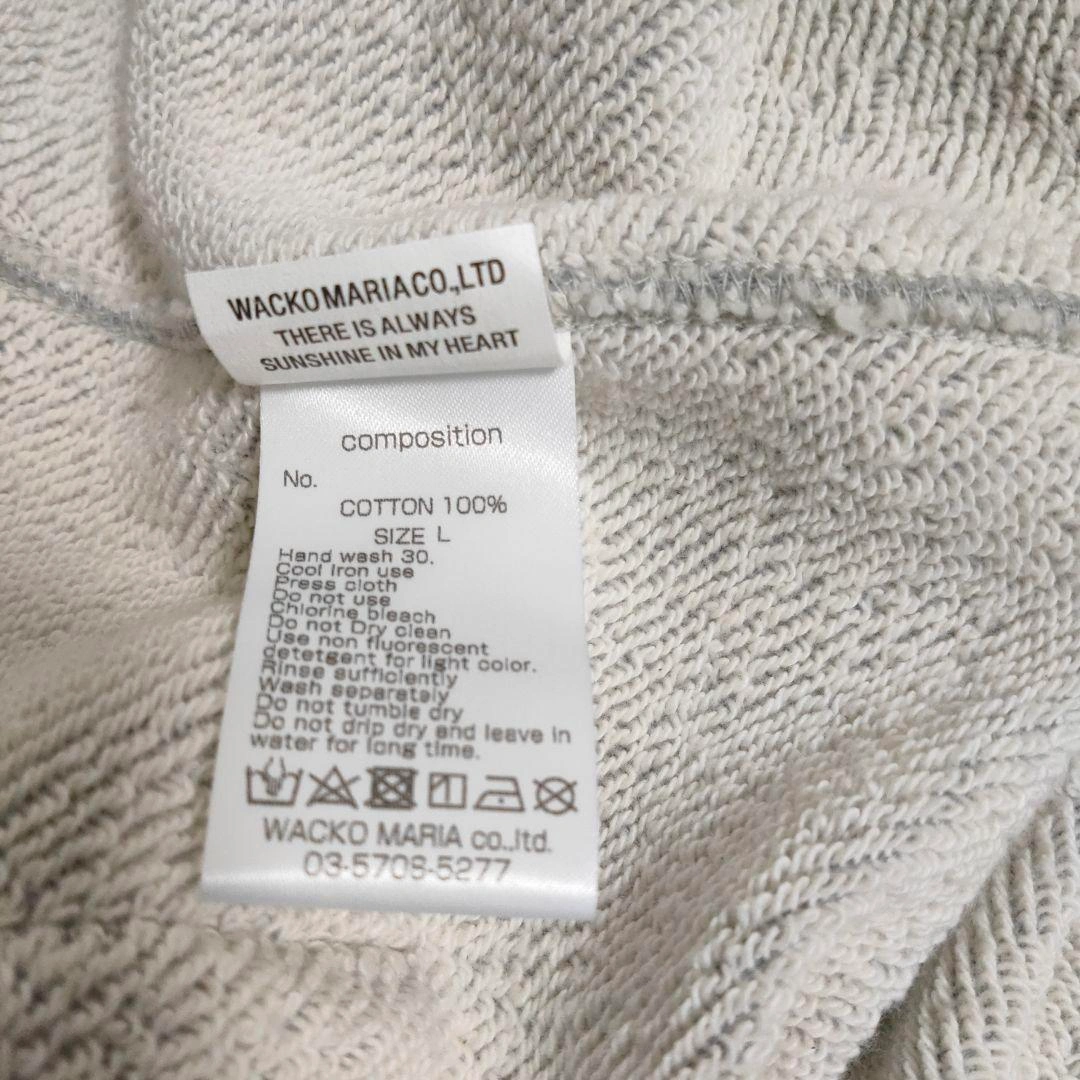 WACKO MARIA CO.,LTD
THERE IS ALWAYS
SUNSHINE IN MY HEART
composition
No.
COTTON 100%
SIZE L
Hand wash 30.
Cool Iron use
Press cloth
Do not use
Chlorine bleach
Do not Dry clean
Use non fluorescent
detetgent for light color.
Rinse sufficiently
Wash separately
Do not tumble dry
Do not drip dry and leave in
water for long time.
WACKO MARIA co.,ltd.
03-5708-5277